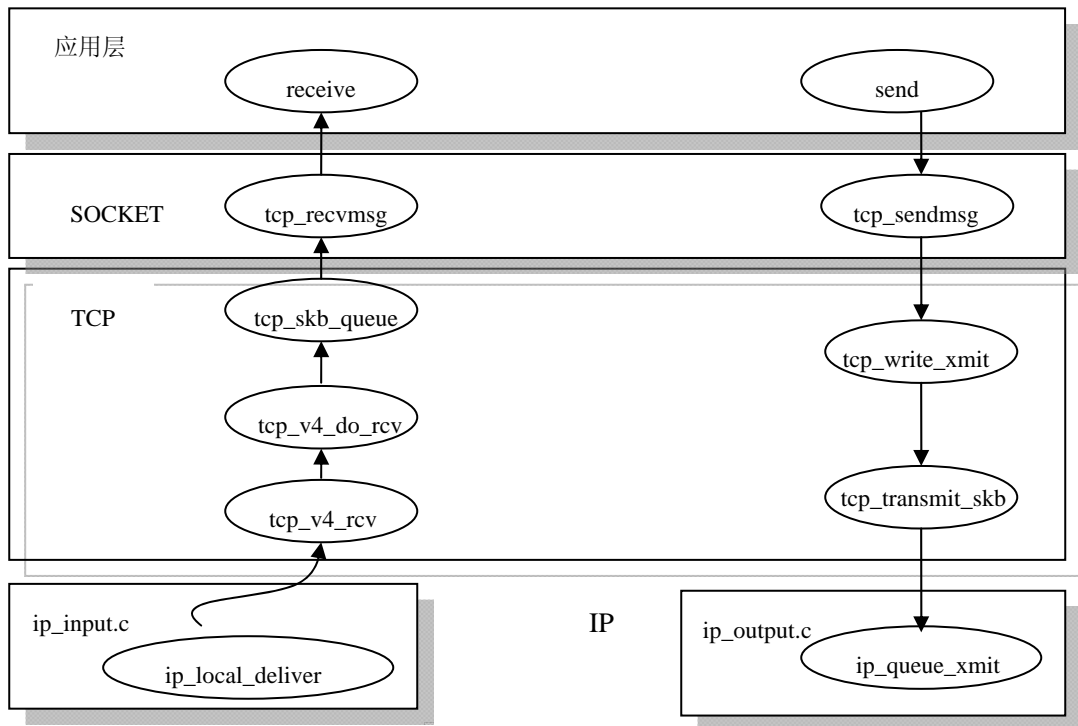 应用层
receive
send
SOCKET
tcp_recvmsg
tcp_sendmsg
TCP
tcp_skb_queue
tcp_write_xmit
tcp_v4_do_rcv
tcp_transmit_skb
tcp_v4_rcv
ip_input.c
IP
ip_output.c
ip_local_deliver
ip_queue_xmit